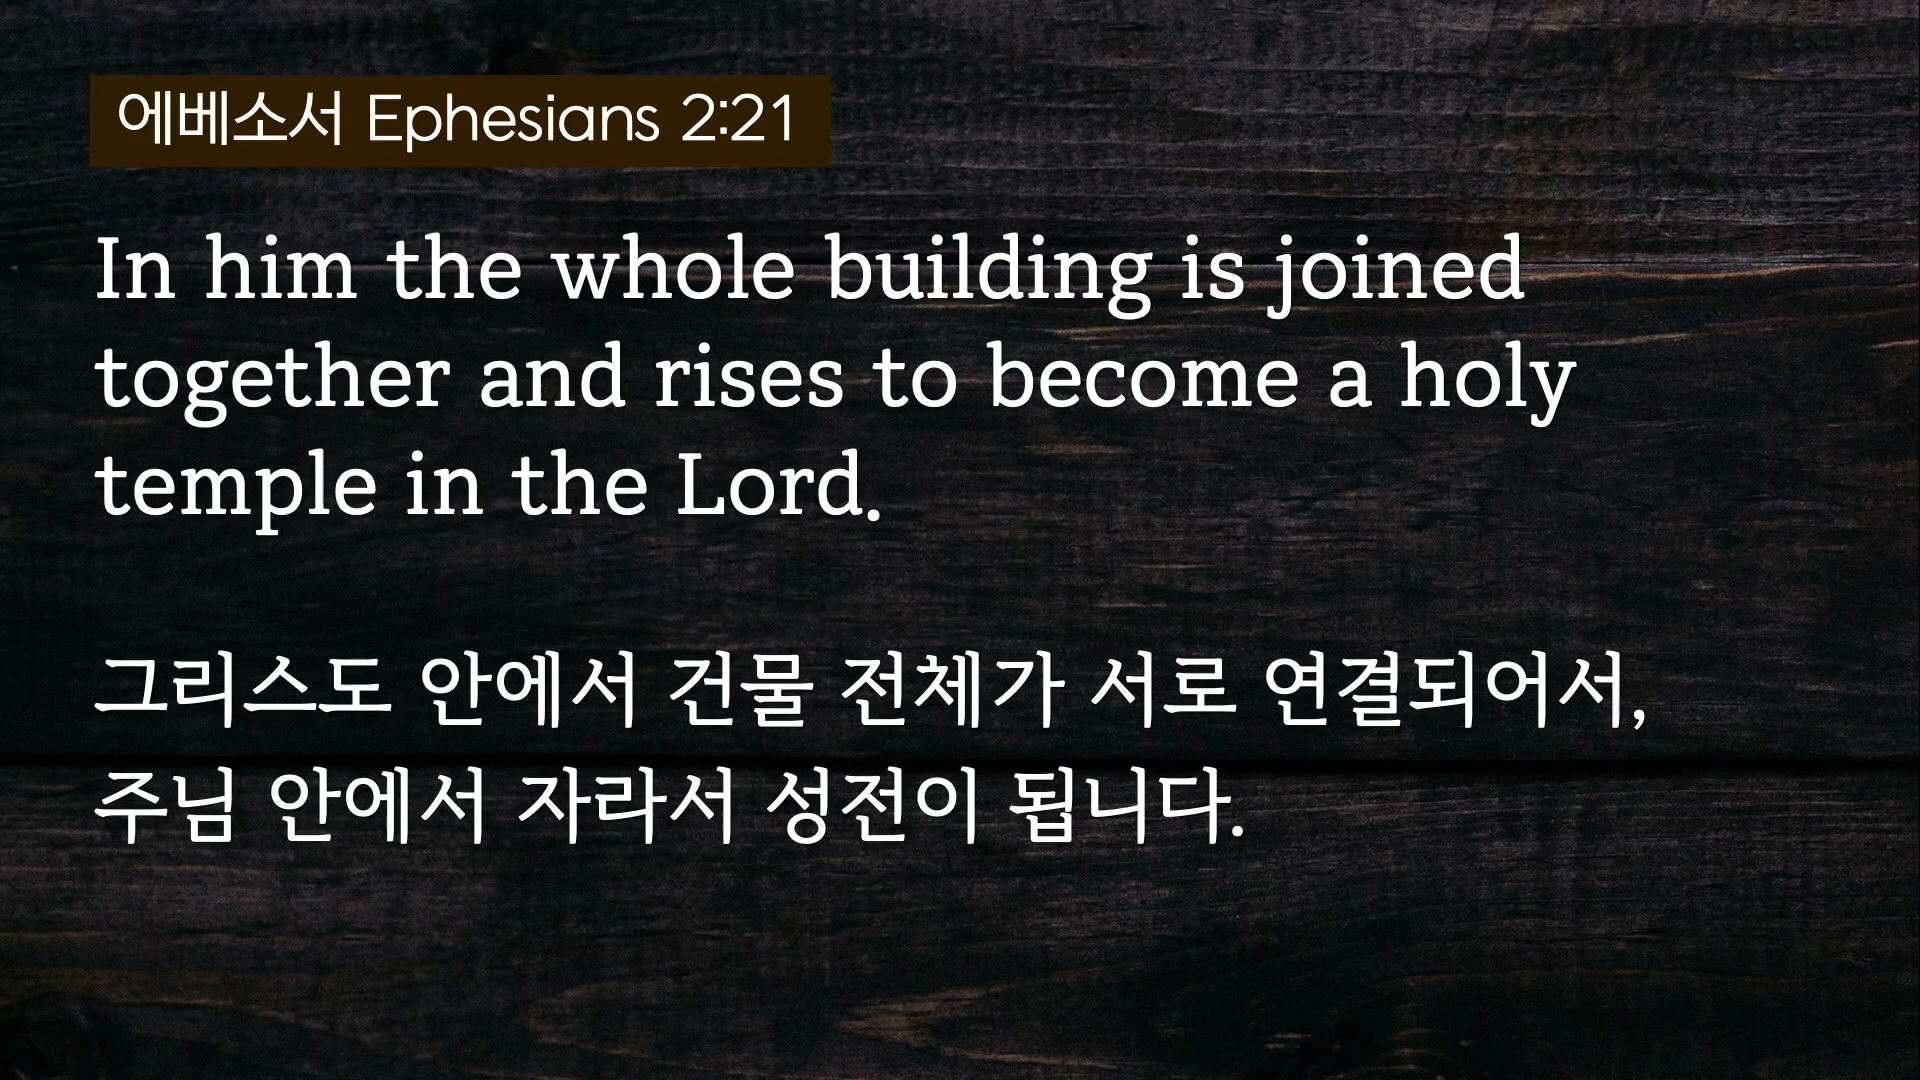 에베소서 Ephesians 2:21
In him the whole building is joined
together and rises to become a holy
temple in the Lord.
그리스도 안에서 건물 전체가 서로 연결되어서,
주님 안에서 자라서 성전이 됩니다.